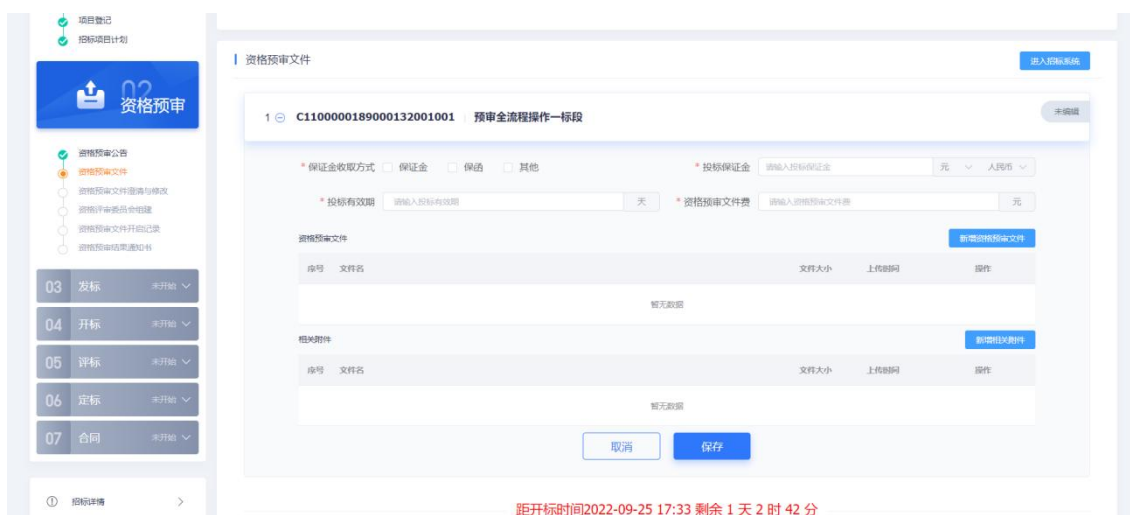 项目登记
招标项目计划
02
资格预审
资格预审公告
资格预审文件
资格预审文件澄清与修改
资格评审委员会组建
资格预审文件开启记录
资格预审结果通知书
03 发标 未开始
04 开标 未开始
05 评标 未开始
06 定标 未开始
07 合同 未开始
招标详情
资格预审文件 进入招标系统
1 C1100000189000132001001 预审全流程操作一标段 未编辑
* 保证金收取方式 保证金 保函 其他 * 投标保证金 请输入投标保证金 元 人民币
* 投标有效期 请输入投标有效期 天 * 资格预审文件费 请输入资格预审文件费 元
资格预审文件 新增资格预审文件
序号 文件名 文件大小 上传时间 操作
暂无数据
相关附件 新增相关附件
序号 文件名 文件大小 上传时间 操作
暂无数据
取消 保存
距开标时间2022-09-25 17:33 剩余 1 天 2 时 42 分